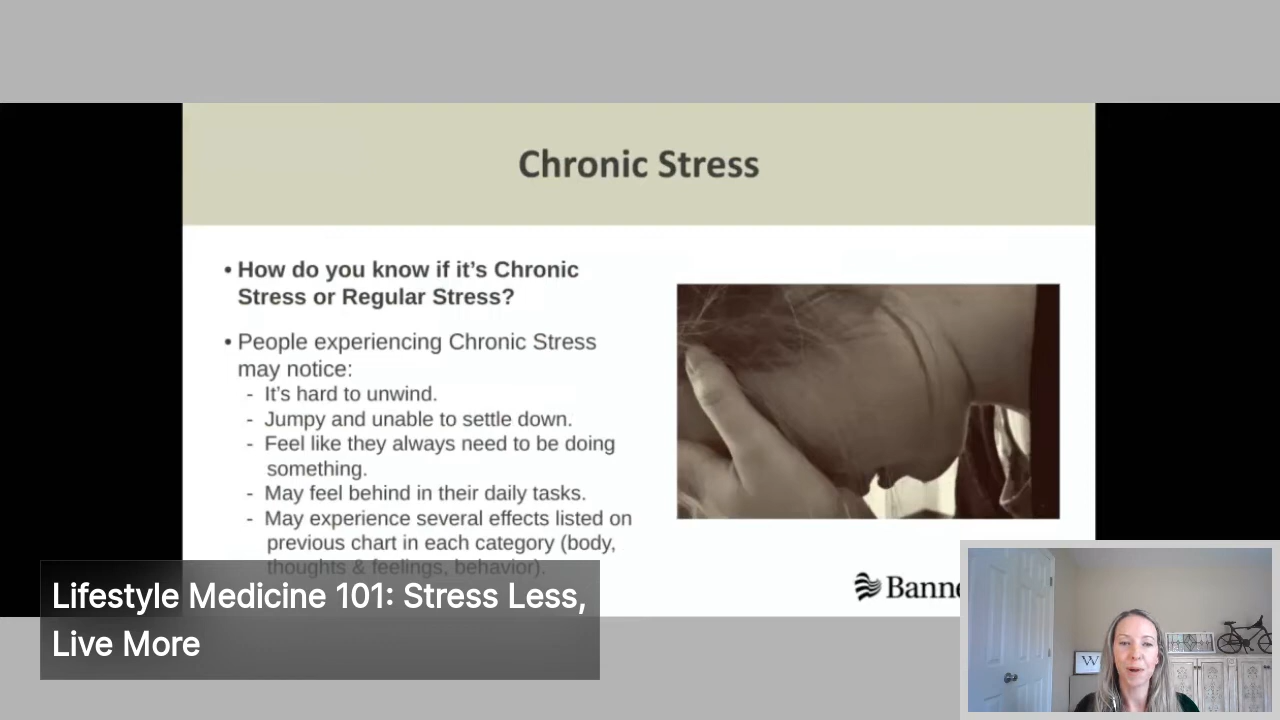 Chronic Stress
• How do you know if it’s Chronic
Stress or Regular Stress?
• People experiencing Chronic Stress
may notice:
- It’s hard to unwind.
- Jumpy and unable to settle down.
- Feel like they always need to be doing
something.
- May feel behind in their daily tasks.
- May experience several effects listed on
previous chart in each category (body,
thoughts & feelings, behavior).
Lifestyle Medicine 101: Stress Less,
Live More
W